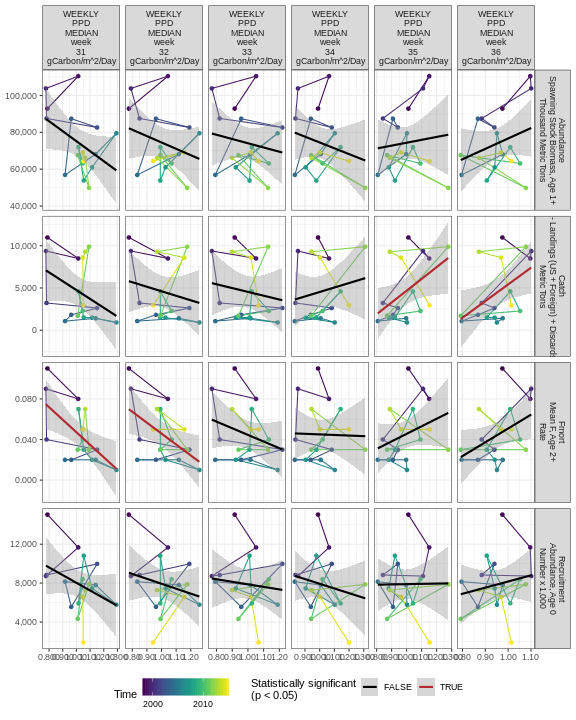 WEEKLY PPD MEDIAN week 31 gCarbon/m^2/Day
WEEKLY PPD MEDIAN week 32 gCarbon/m^2/Day
WEEKLY PPD MEDIAN week 33 gCarbon/m^2/Day
WEEKLY PPD MEDIAN week 34 gCarbon/m^2/Day
WEEKLY PPD MEDIAN week 35 gCarbon/m^2/Day
WEEKLY PPD MEDIAN week 36 gCarbon/m^2/Day
100,000
80,000
60,000
40,000
Abundance
Spawning Stock Biomass, Age 1+
Thousand Metric Tons
10,000
5,000
0
Catch
- Landings (US + Foreign) + Discards
Metric Tons
0.080
0.040
0.000
Fmort
Mean F, Age 2+
Rate
12,000
8,000
4,000
Recruitment
Abundance, Age 0
Number x 1,000
0.90 1.00 1.10
Time
2000 2010
Statistically significant
(p < 0.05)
FALSE
TRUE